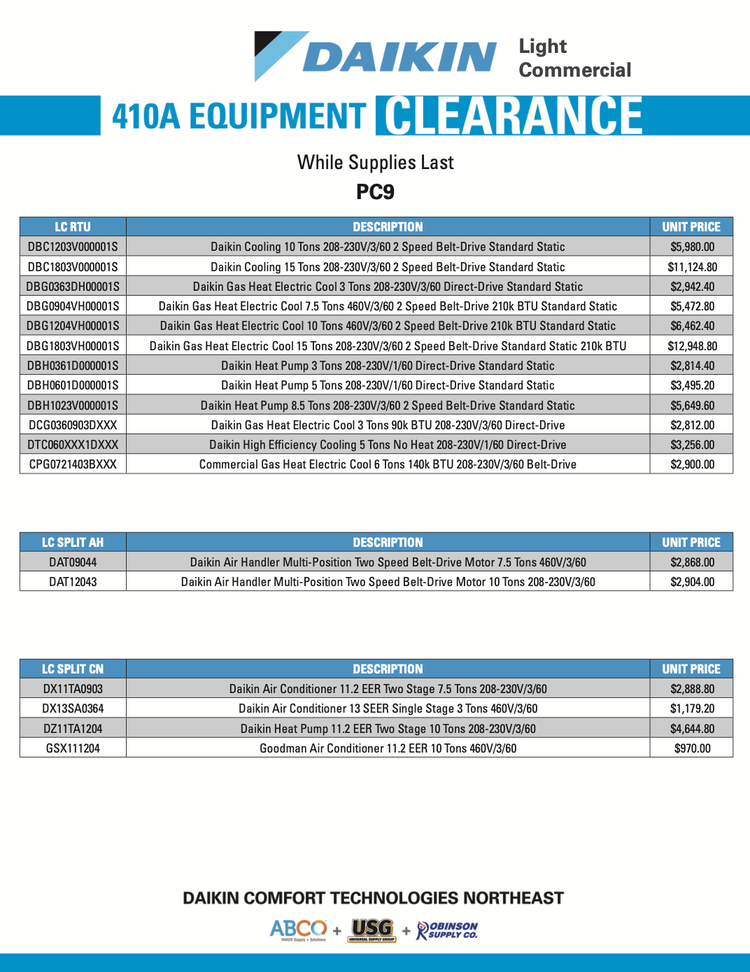 DAIKIN
Light
Commercial
410A EQUIPMENT CLEARANCE
While Supplies Last
PC9
LC RTU DESCRIPTION UNIT PRICE
DBC1203V000001S Daikin Cooling 10 Tons 208-230V/3/60 2 Speed Belt-Drive Standard Static $5,980.00
DBC1803V000001S Daikin Cooling 15 Tons 208-230V/3/60 2 Speed Belt-Drive Standard Static $11,124.80
DBG0363DH00001S Daikin Gas Heat Electric Cool 3 Tons 208-230V/3/60 Direct-Drive Standard Static $2,942.40
DBG0904VH00001S Daikin Gas Heat Electric Cool 7.5 Tons 460V/3/60 2 Speed Belt-Drive 210k BTU Standard Static $5,472.80
DBG1204VH00001S Daikin Gas Heat Electric Cool 10 Tons 460V/3/60 2 Speed Belt-Drive 210k BTU Standard Static $6,462.40
DBG1803VH00001S Daikin Gas Heat Electric Cool 15 Tons 208-230V/3/60 2 Speed Belt-Drive Standard Static 210k BTU $12,948.80
DBH0361D000001S Daikin Heat Pump 3 Tons 208-230V/1/60 Direct-Drive Standard Static $2,814.40
DBH0601D000001S Daikin Heat Pump 5 Tons 208-230V/1/60 Direct-Drive Standard Static $3,495.20
DBH1023V000001S Daikin Heat Pump 8.5 Tons 208-230V/3/60 2 Speed Belt-Drive Standard Static $5,649.60
DCG0360903DXXX Daikin Gas Heat Electric Cool 3 Tons 90k BTU 208-230V/3/60 Direct-Drive $2,812.00
DTC060XXX1DXXX Daikin High Efficiency Cooling 5 Tons No Heat 208-230V/1/60 Direct-Drive $3,256.00
CPG0721403BXXX Commercial Gas Heat Electric Cool 6 Tons 140k BTU 208-230V/3/60 Belt-Drive $2,900.00
LC SPLIT AH DESCRIPTION UNIT PRICE
DAT09044 Daikin Air Handler Multi-Position Two Speed Belt-Drive Motor 7.5 Tons 460V/3/60 $2,868.00
DAT12043 Daikin Air Handler Multi-Position Two Speed Belt-Drive Motor 10 Tons 208-230V/3/60 $2,904.00
LC SPLIT CN DESCRIPTION UNIT PRICE
DX11TA0903 Daikin Air Conditioner 11.2 EER Two Stage 7.5 Tons 208-230V/3/60 $2,888.80
DX13SA0364 Daikin Air Conditioner 13 SEER Single Stage 3 Tons 460V/3/60 $1,179.20
DZ11TA1204 Daikin Heat Pump 11.2 EER Two Stage 10 Tons 208-230V/3/60 $4,644.80
GSX111204 Goodman Air Conditioner 11.2 EER 10 Tons 460V/3/60 $970.00
DAIKIN COMFORT TECHNOLOGIES NORTHEAST
ABCO + USG + ROBINSON
HVACR Supply + Solutions UNIVERSAL SUPPLY GROUP SUPPLY CO.